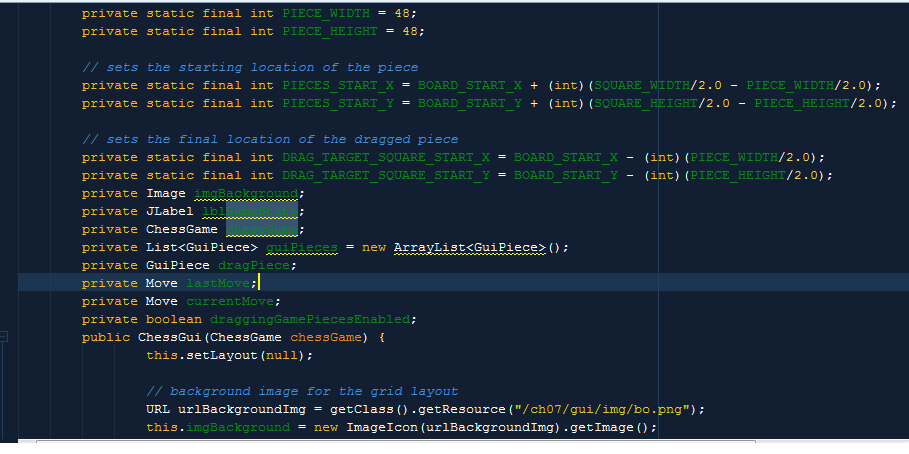 private static final int PIECE_WIDTH = 48;
private static final int PIECE_HEIGHT = 48;
// sets the starting location of the piece
private static final int PIECES_START_X = BOARD_START_X + (int)(SQUARE_WIDTH/2.0 - PIECE_WIDTH/2.0);
private static final int PIECES_START_Y = BOARD_START_Y + (int)(SQUARE_HEIGHT/2.0 - PIECE_HEIGHT/2.0);
// sets the final location of the dragged piece
private static final int DRAG_TARGET_SQUARE_START_X = BOARD_START_X - (int)(PIECE_WIDTH/2.0);
private static final int DRAG_TARGET_SQUARE_START_Y = BOARD_START_Y - (int)(PIECE_HEIGHT/2.0);
private Image imgBackground;
private JLabel ;
private ChessGame ;
private List<GuiPiece> guiPieces = new ArrayList<GuiPiece>();
private GuiPiece dragPiece;
private Move lastMove;
private Move currentMove;
private boolean draggingGamePiecesEnabled;
public ChessGui(ChessGame chessGame) {
this.setLayout(null);
// background image for the grid layout
URL urlBackgroundImg = getClass().getResource("/ch07/gui/img/bo.png");
this.imgBackground = new ImageIcon(urlBackgroundImg).getImage();